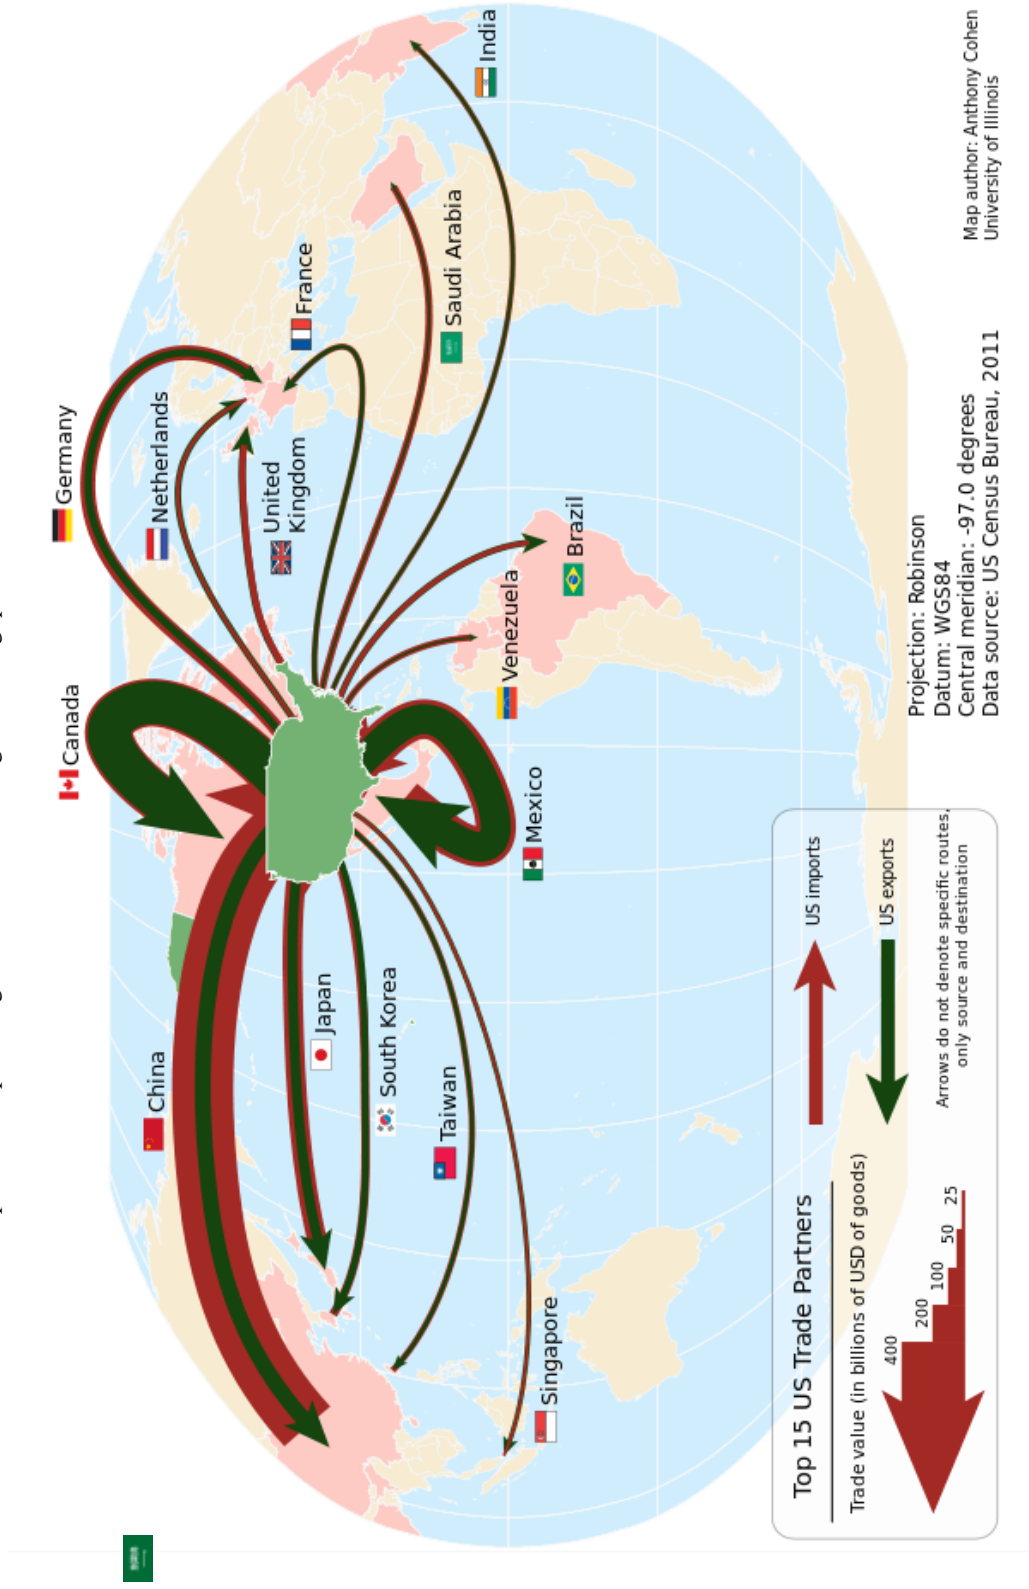 Canada
Germany
Netherlands
United
Kingdom
France
Saudi Arabia
India
China
Japan
South Korea
Taiwan
Singapore
Mexico
Venezuela
Brazil
Top 15 US Trade Partners
Trade value (in billions of USD of goods)
400
200
100
50
25
US imports
US exports
Arrows do not denote specific routes,
only source and destination
Projection: Robinson
Datum: WGS84
Central meridian: -97.0 degrees
Data source: US Census Bureau, 2011
Map author: Anthony Cohen
University of Illinois